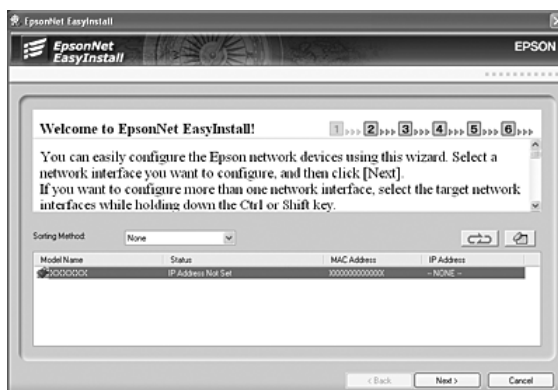 EpsonNet EasyInstall
EpsonNet
EasyInstall
EPSON
Welcome to EpsonNet EasyInstall!
1 >>> 2 >>> 3 >>> 4 >>> 5 >>> 6 >>>
You can easily configure the Epson network devices using this wizard. Select a
network interface you want to configure, and then click [Next].
If you want to configure more than one network interface, select the target network
interfaces while holding down the Ctrl or Shift key.
Sorting Method: None
Model Name Status MAC Address IP Address
XXXXXXX IP Address Not Set XXXXXXXXXXXX -- NONE --
< Back Next > Cancel